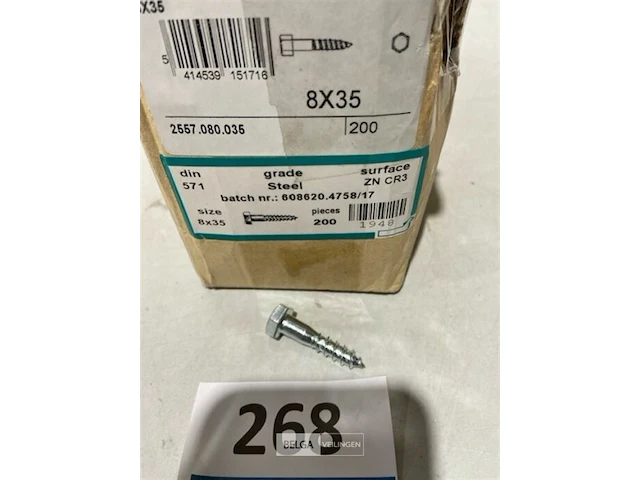 X35
5 414539 151716
8X35
2557.080.035 200
din grade surface
571 Steel ZN CR3
batch nr.: 608620.4758/17
size pieces
8x35 200 1948
268
BELGA VEILINGEN